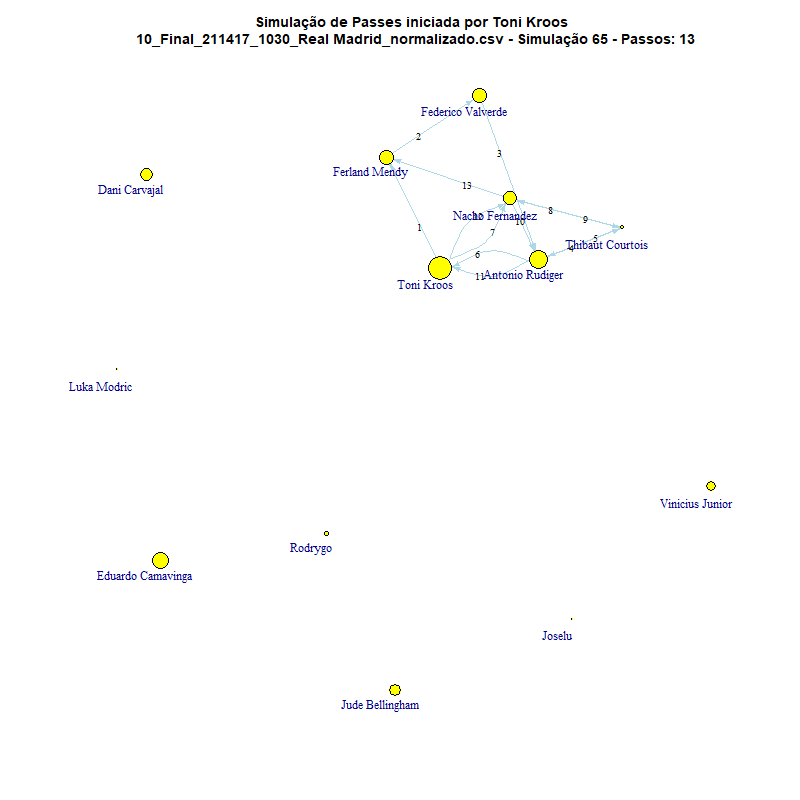 Simulação de Passes iniciada por Toni Kroos
10_Final_211417_1030_Real Madrid_normalizado.csv - Simulação 65 - Passos: 13
Federico Valverde
2
3
Ferland Mendy
Dani Carvajal
13
8
9
Nacho Fernandez
12
10
1
7
Thibaut Courtois
5
4
6
11
Antonio Rudiger
Toni Kroos
Luka Modric
Vinicius Junior
Rodrygo
Eduardo Camavinga
Joselu
Jude Bellingham